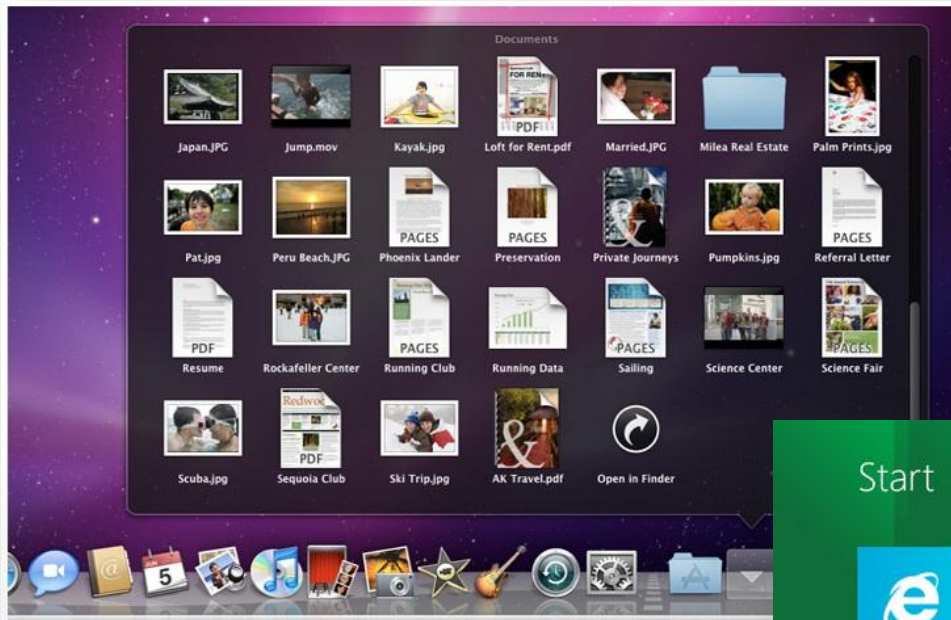 Documents
Japan.JPG Jump.mov Kayak.jpg Loft for Rent.pdf Married.JPG Milea Real Estate Palm Prints.jpg
FOR REN
PDF
Pat.jpg Peru Beach.JPG Phoenix Lander Preservation Private Journeys Pumpkins.jpg Referral Letter
PAGES PAGES & PAGES
Resume Rockafeller Center Running Club Running Data Sailing Science Center Science Fair
PDF PAGES PAGES PAGES
Scuba.jpg Sequoia Club Ski Trip.jpg AK Travel.pdf Open in Finder
Redwoo
PDF &
Start
5